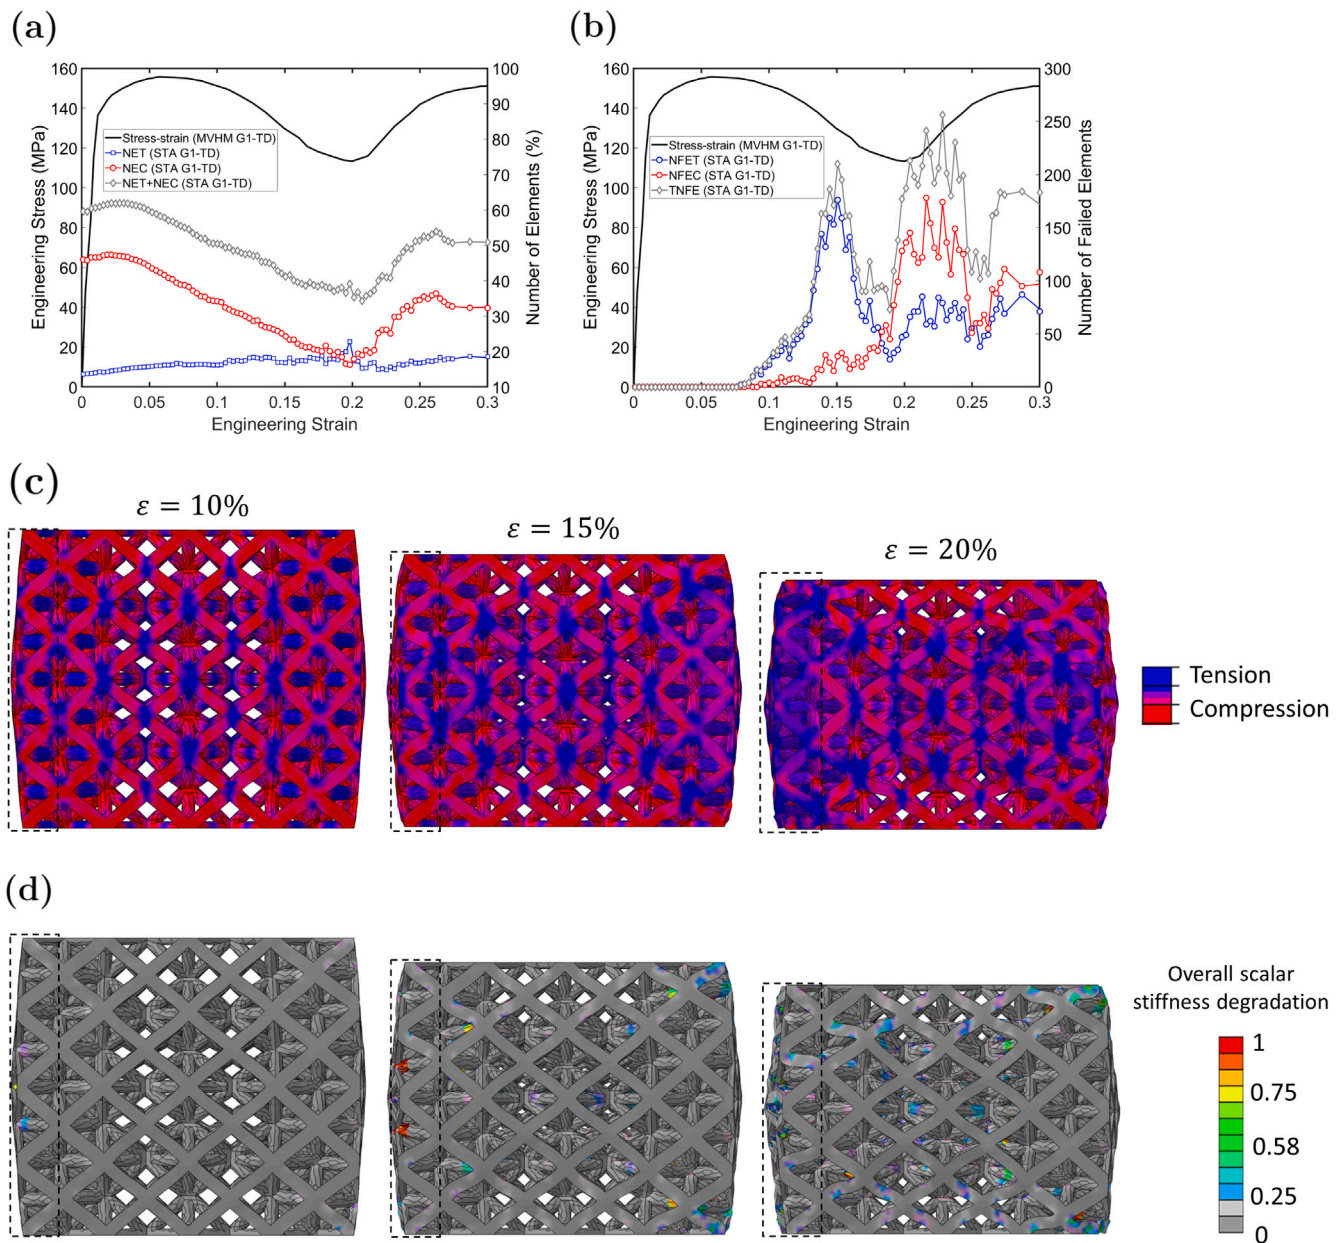 (a)
160
140
120
100
80
60
40
20
0
Engineering Stress (MPa)
100
90
80
70
60
50
40
30
20
10
Number of Elements (%)
Stress-strain (MVHM G1-TD)
NET (STA G1-TD)
NEC (STA G1-TD)
NET+NEC (STA G1-TD)
0 0.05 0.1 0.15 0.2 0.25 0.3
Engineering Strain
(b)
160
140
120
100
80
60
40
20
0
Engineering Stress (MPa)
300
250
200
150
100
50
0
Number of Failed Elements
Stress-strain (MVHM G1-TD)
NFET (STA G1-TD)
NFEC (STA G1-TD)
TNFE (STA G1-TD)
0 0.05 0.1 0.15 0.2 0.25 0.3
Engineering Strain
(c)
ε = 10%
ε = 15%
ε = 20%
Tension
Compression
(d)
Overall scalar
stiffness degradation
1
0.75
0.58
0.25
0